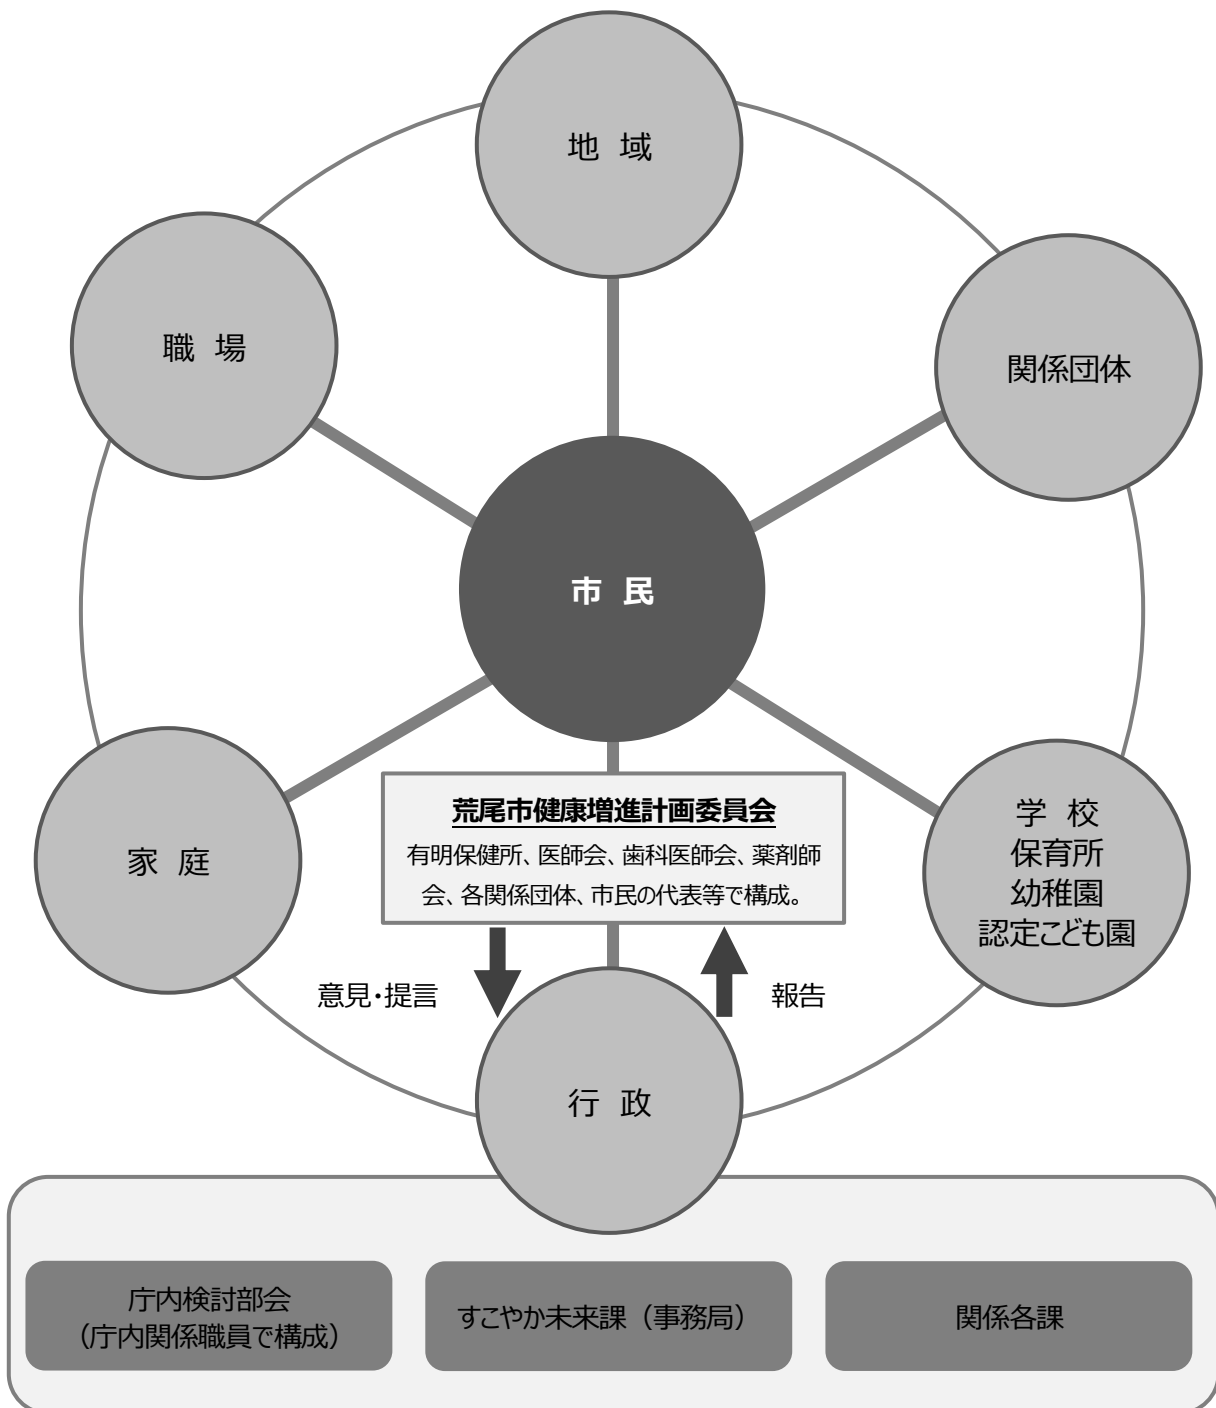 地 域
職 場
関係団体
市 民
荒尾市健康増進計画委員会
有明保健所、医師会、歯科医師会、薬剤師
会、各関係団体、市民の代表等で構成。
家 庭
学 校
保育所
幼稚園
認定こども園
意見・提言
報告
行 政
庁内検討部会
（庁内関係職員で構成）
すこやか未来課（事務局）
関係各課